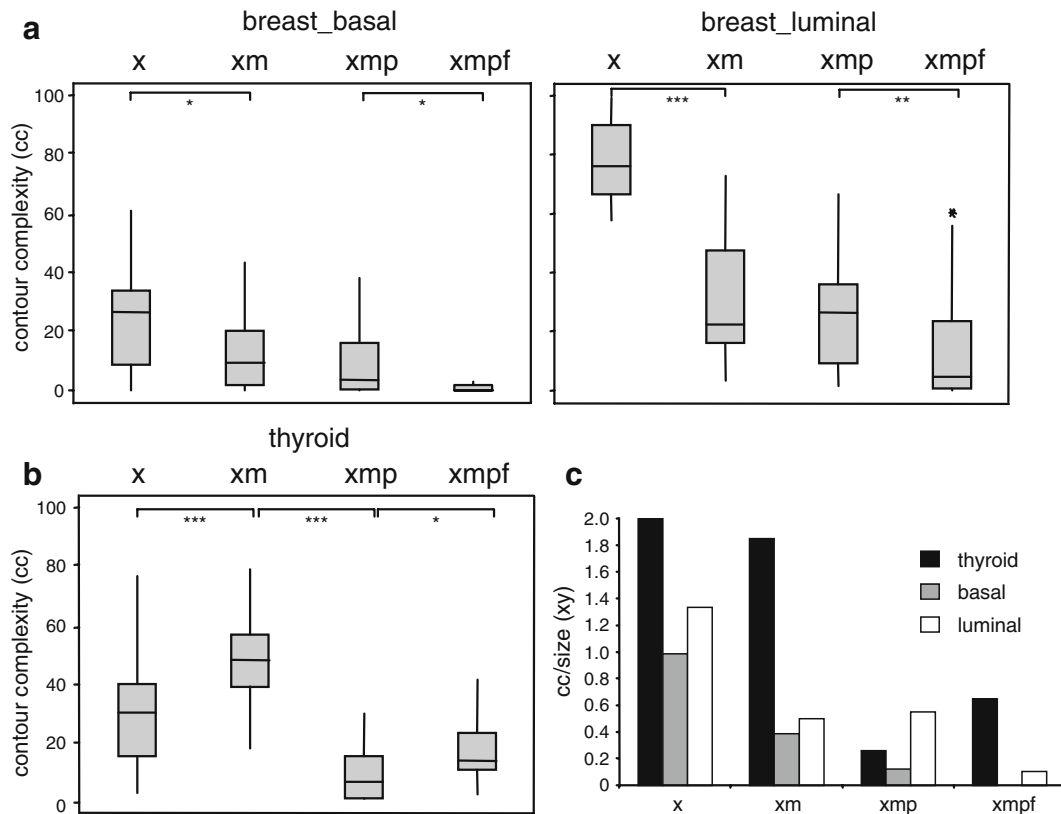 a
breast_basal
x xm xmp xmpf
contour complexity (cc)
100
80
60
40
20
0
*
*
breast_luminal
x xm xmp xmpf
***
**
*
b
thyroid
x xm xmp xmpf
contour complexity (cc)
100
80
60
40
20
0
***
***
*
c
cc/size (xy)
2.0
1.8
1.6
1.4
1.2
1.0
0.8
0.6
0.4
0.2
0
thyroid
basal
luminal
x xm xmp xmpf